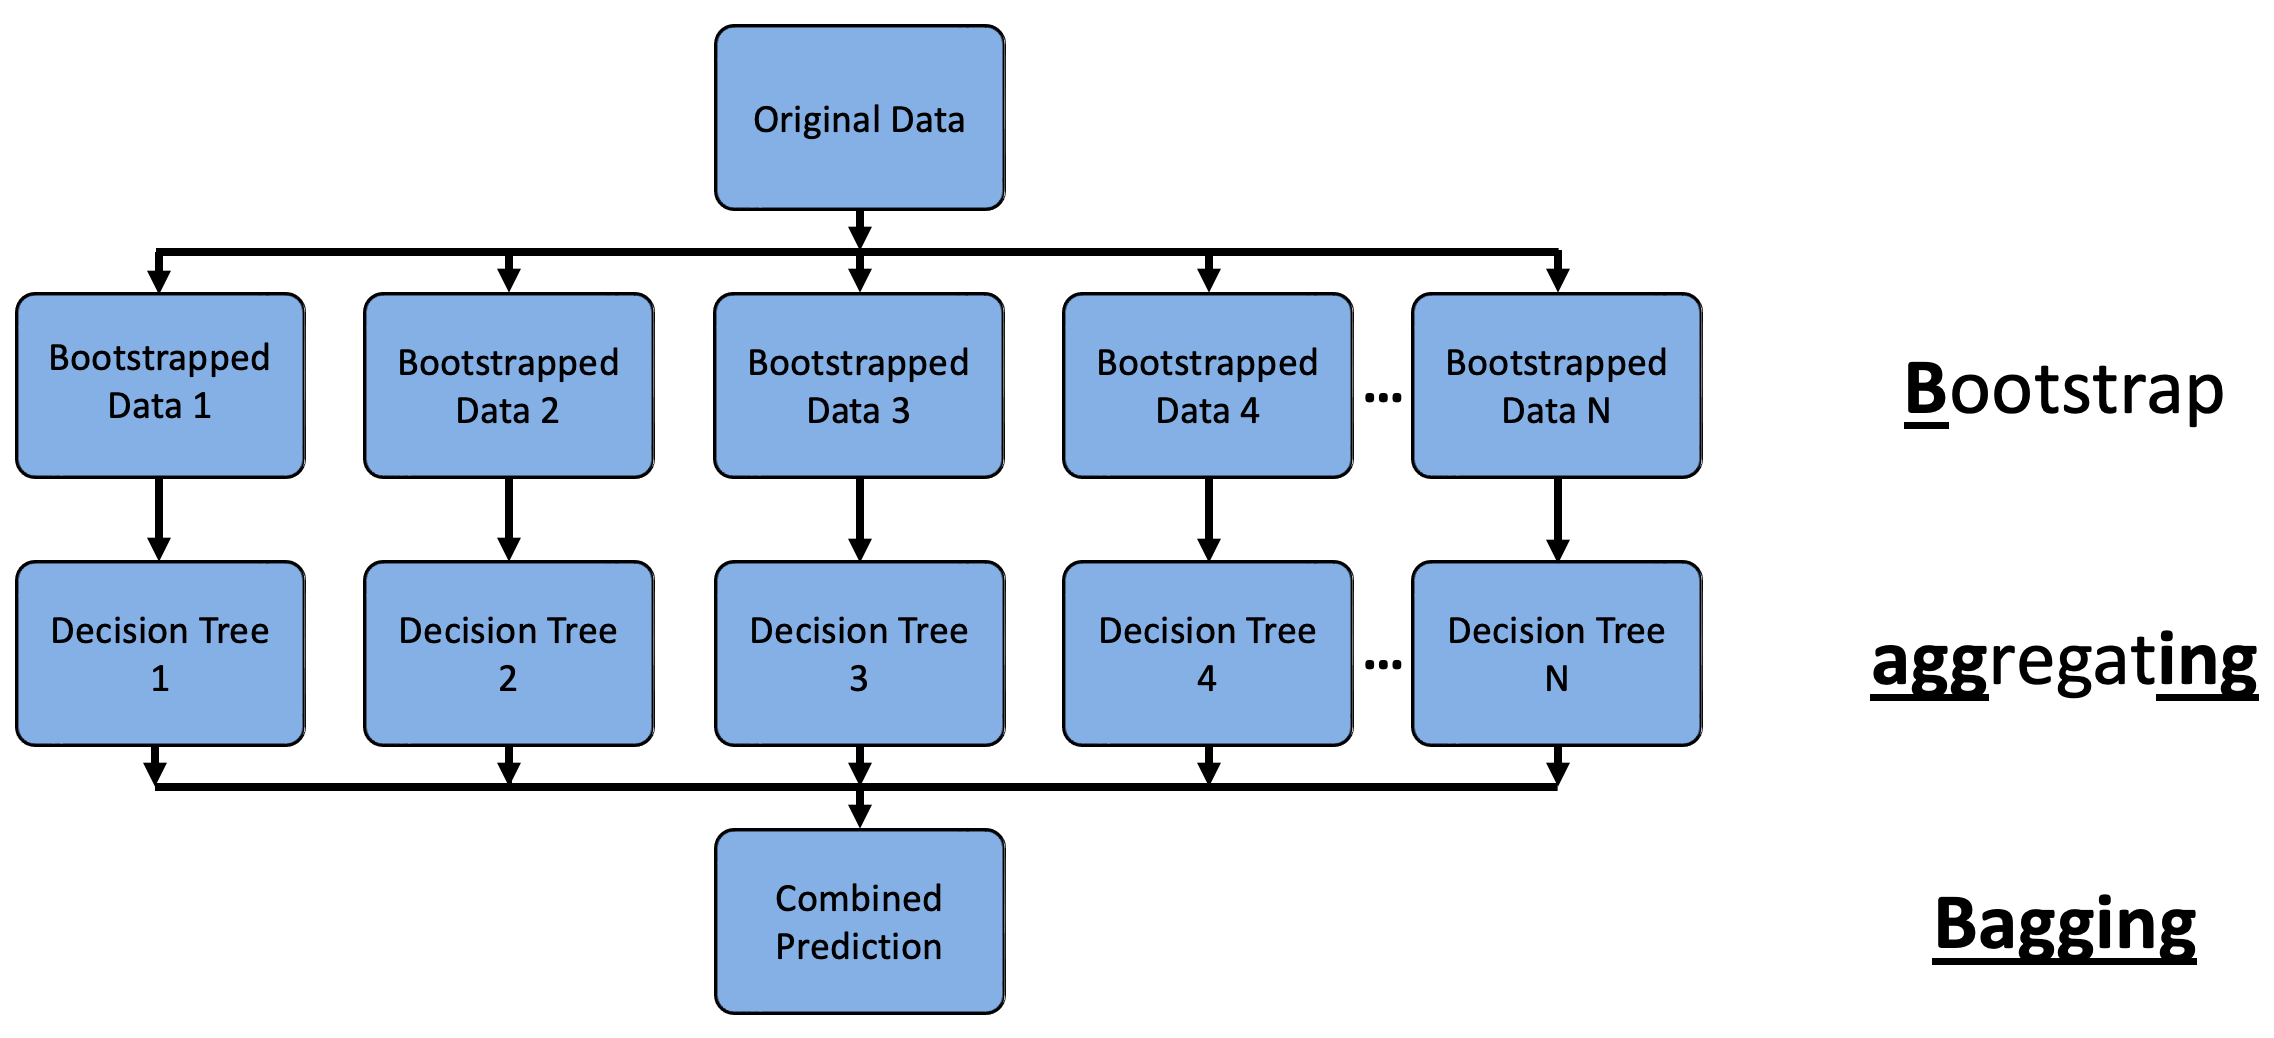 Original Data
Bootstrapped
Data 1
Bootstrapped
Data 2
Bootstrapped
Data 3
Bootstrapped
Data 4
...
Bootstrapped
Data N
Bootstrap
Decision Tree
1
Decision Tree
2
Decision Tree
3
Decision Tree
4
...
Decision Tree
N
aggregating
Combined
Prediction
Bagging